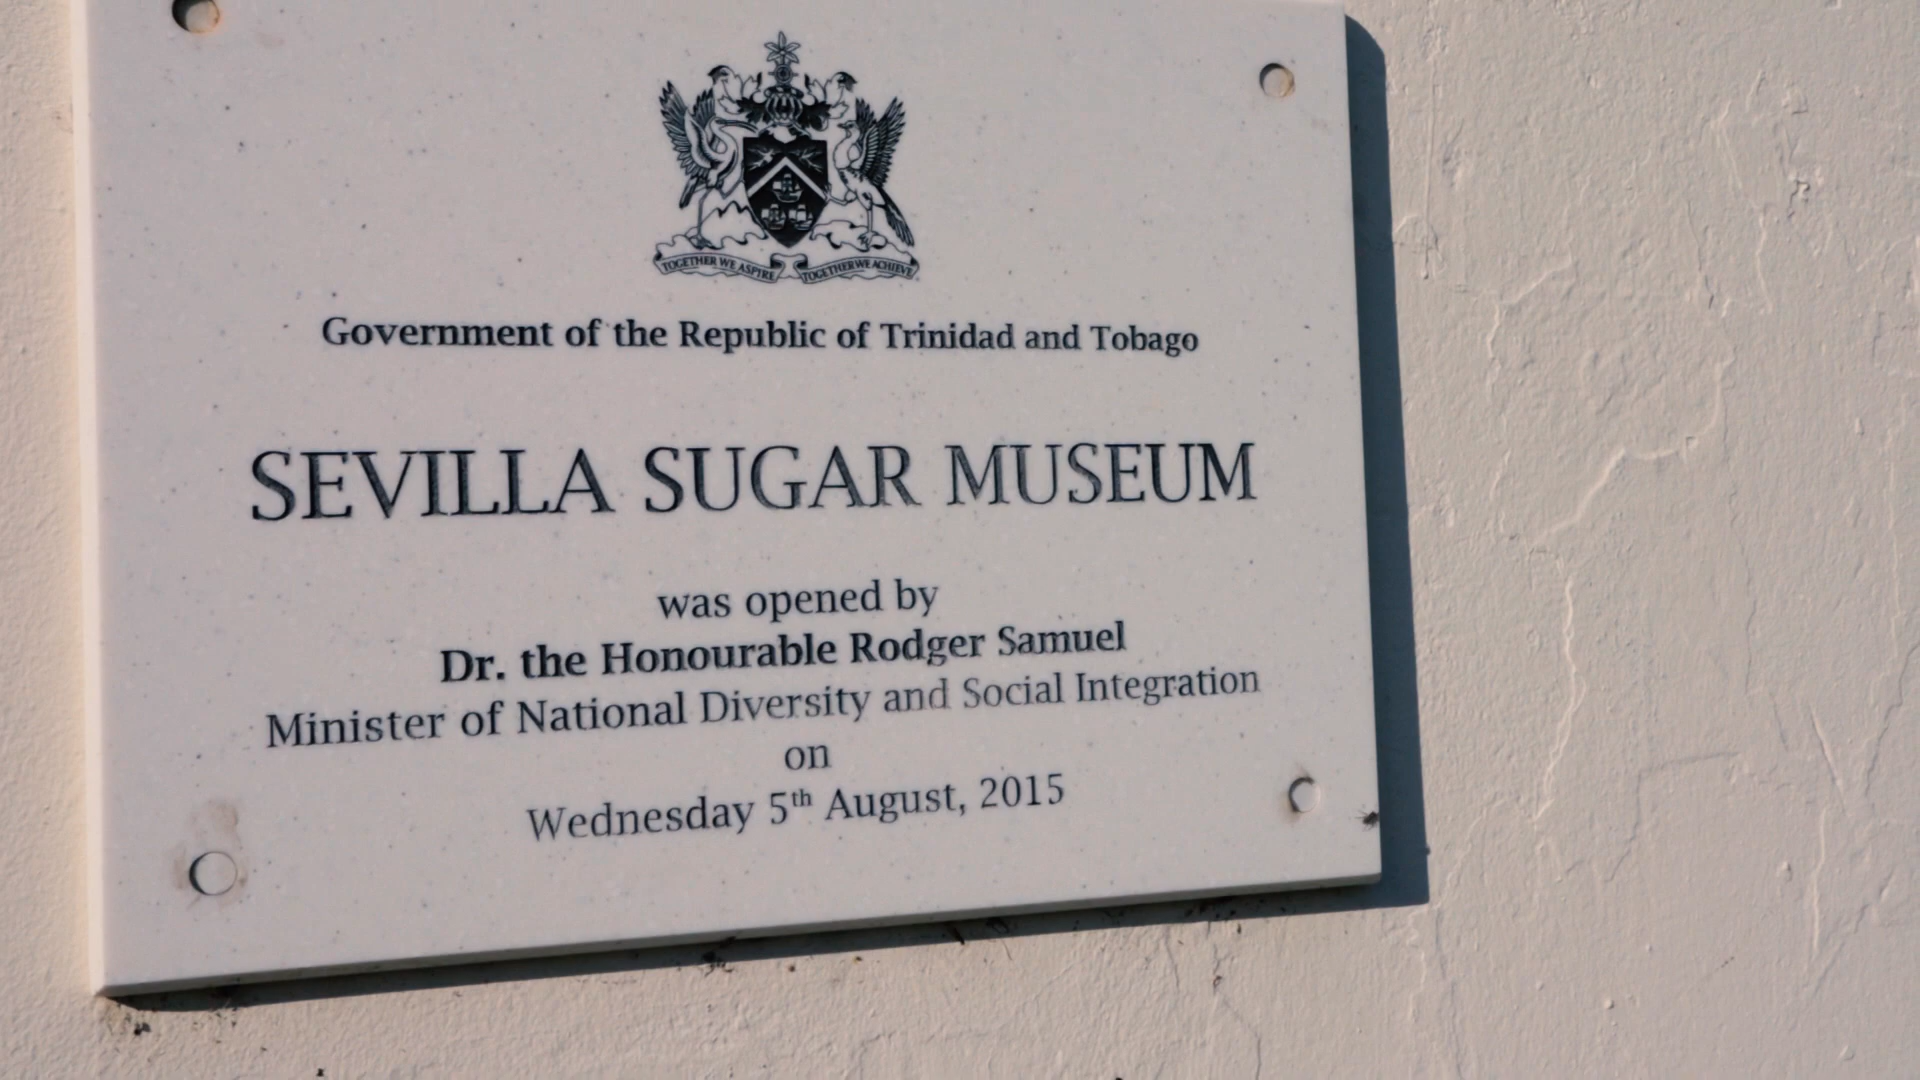 TOGETHER WE ASPIRE TOGETHER WE ACHIEVE
Government of the Republic of Trinidad and Tobago
SEVILLA SUGAR MUSEUM
was opened by
Dr. the Honourable Rodger Samuel
Minister of National Diversity and Social Integration
on
Wednesday 5th August, 2015